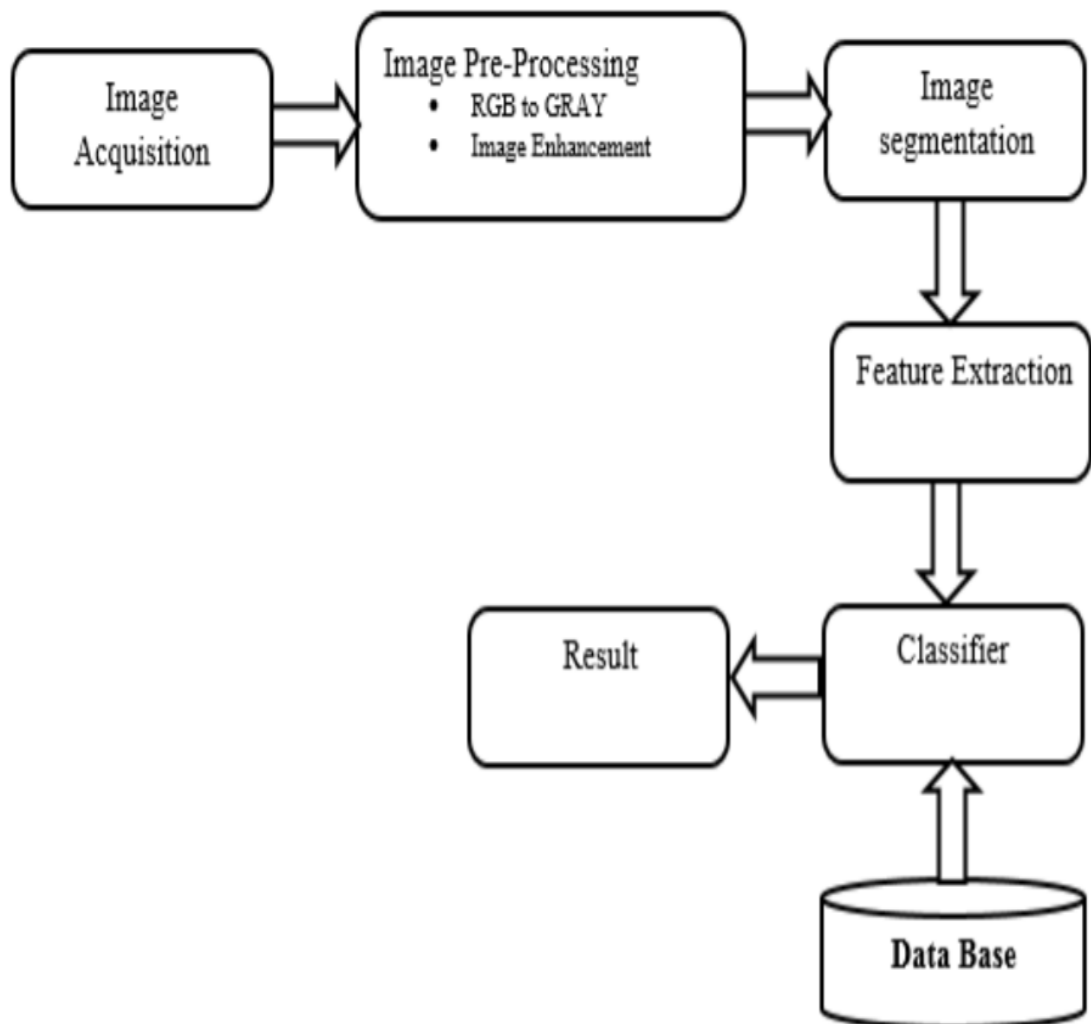 Image
Acquisition
Image Pre-Processing
• RGB to GRAY
• Image Enhancement
Image
segmentation
Feature Extraction
Classifier
Result
Data Base